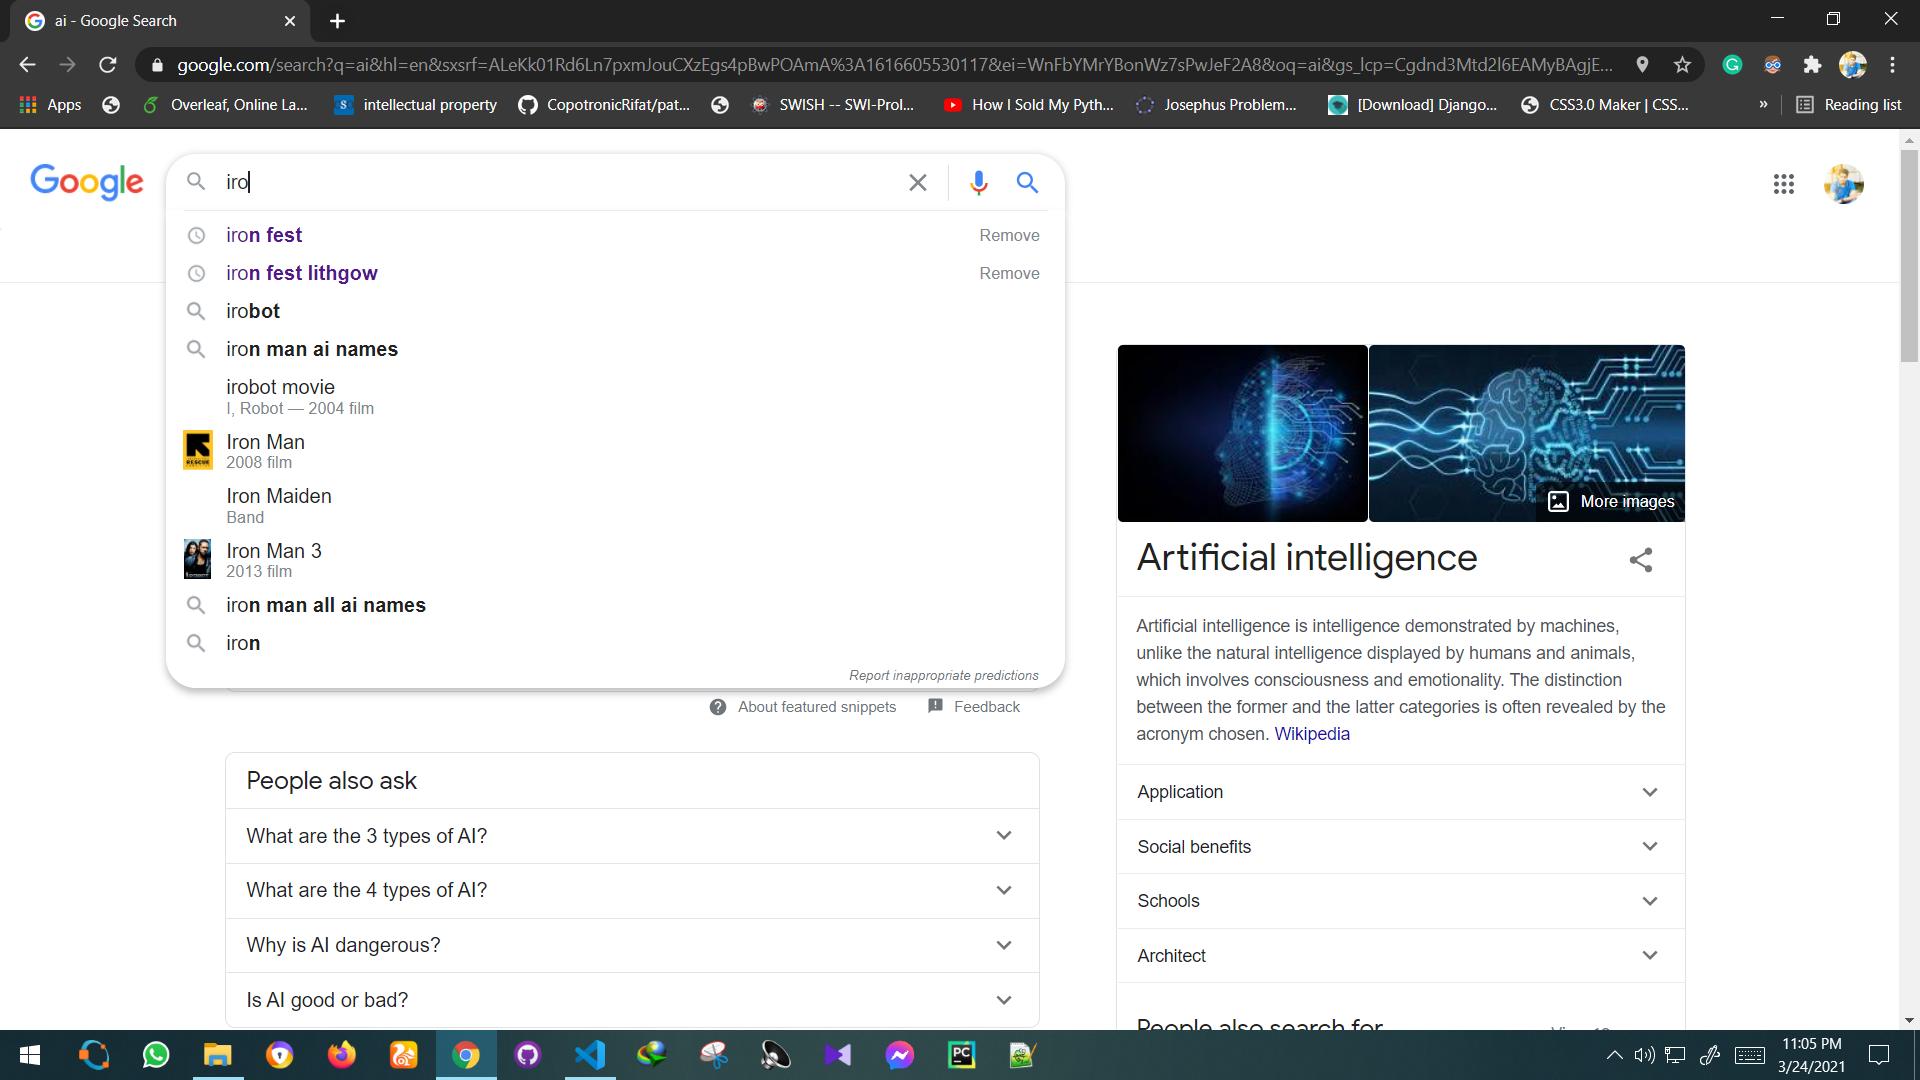 ai - Google Search
google.com/search?q=ai&hl=en&sxsrf=ALeKk01Rd6Ln7pxmJouCXzEgs4pBwPOAmA%3A1616605530117&ei=WnFbYMrYBonWz7sPwJeF2A8&oq=ai&gs_lcp=Cgdnd3Mtd2l6EAMyBAgjE...
Apps Overleaf, Online La... intellectual property CopotronicRifat/pat... SWISH -- SWI-Prol... How I Sold My Pyth... Josephus Problem... [Download] Django... CSS3.0 Maker | CSS... » Reading list
Google
iro
iron fest Remove
iron fest lithgow Remove
irobot
iron man ai names
irobot movie
I, Robot — 2004 film
Iron Man
2008 film
Iron Maiden
Band
Iron Man 3
2013 film
iron man all ai names
iron
Report inappropriate predictions
About featured snippets Feedback
People also ask
What are the 3 types of AI?
What are the 4 types of AI?
Why is AI dangerous?
Is AI good or bad?
More images
Artificial intelligence
Artificial intelligence is intelligence demonstrated by machines,
unlike the natural intelligence displayed by humans and animals,
which involves consciousness and emotionality. The distinction
between the former and the latter categories is often revealed by the
acronym chosen. Wikipedia
Application
Social benefits
Schools
Architect
People also search for
11:05 PM
3/24/2021